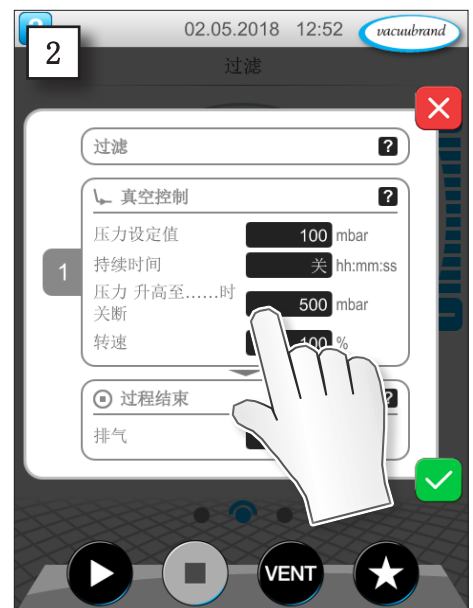 02.05.2018 12:52 vacuubrand
2
过滤
过滤 ?
真空控制 ?
1
压力设定值 100 mbar
持续时间 关 hh:mm:ss
压力 升高至……时
关断 500 mbar
转速 100 %
过程结束 ?
排气
VENT